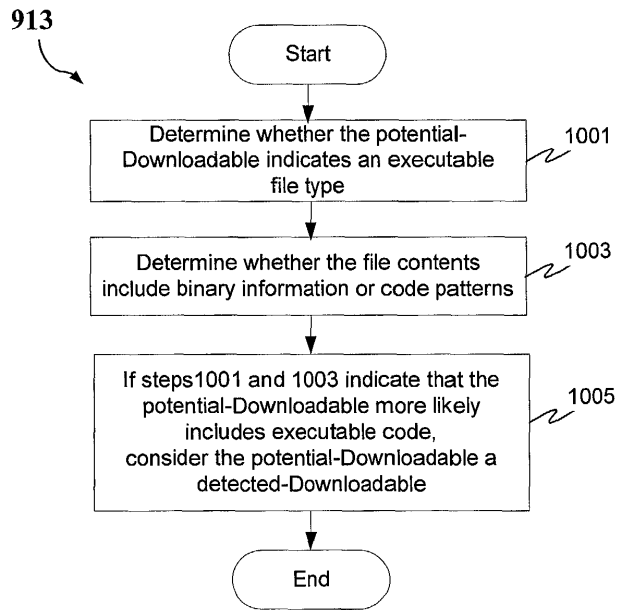 913
Start
Determine whether the potential-
Downloadable indicates an executable
file type
1001
Determine whether the file contents
include binary information or code patterns
1003
If steps1001 and 1003 indicate that the
potential-Downloadable more likely
includes executable code,
consider the potential-Downloadable a
detected-Downloadable
1005
End